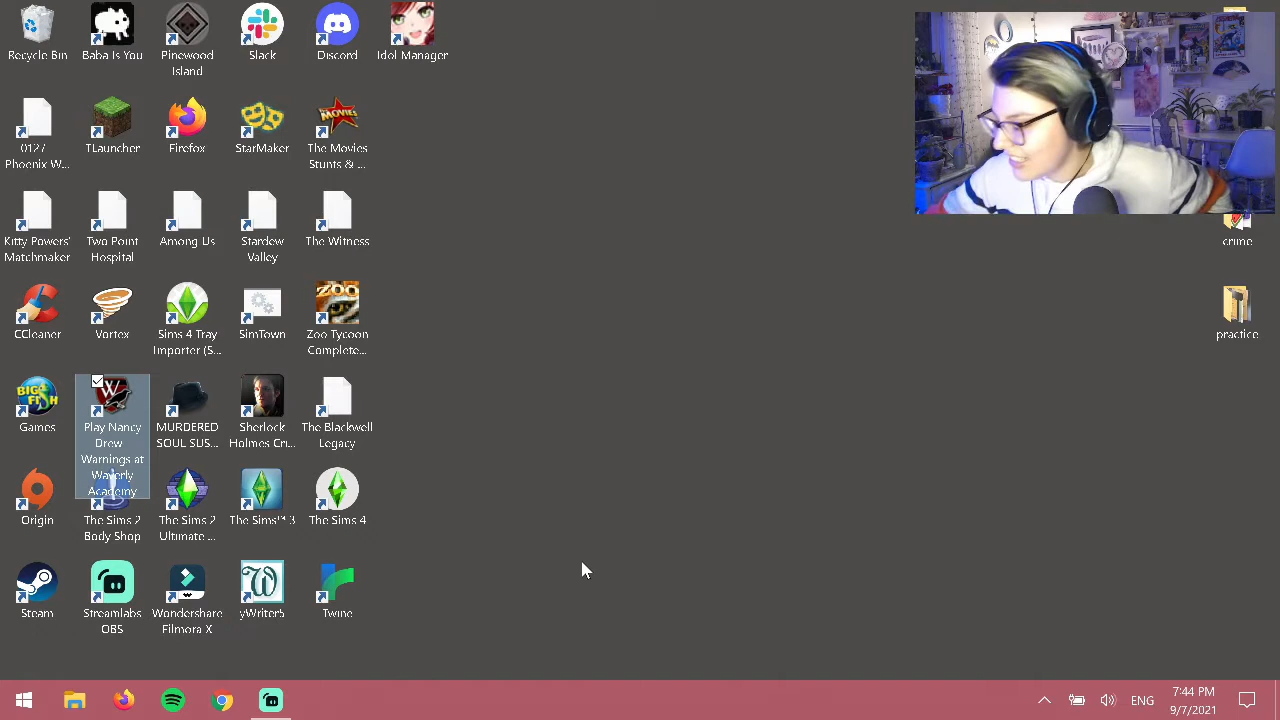 Recycle Bin
Baba Is You
Pinewood
Island
Slack
Discord
Idol Manager
0127
Phoenix W...
TLauncher
Firefox
StarMaker
MOVIES
The Movies
Stunts & ...
Kitty Powers'
Matchmaker
Two Point
Hospital
Among Us
Stardew
Valley
The Witness
crime
CCleaner
Vortex
Sims 4 Tray
Importer (S...
SimTown
ZOO
Zoo Tycoon
Complete...
practice
BIG FISH
Games
W
Play Nancy
Drew
Warnings at
Waverly
Academy
MURDERED
SOUL SUS...
Sherlock
Holmes Cri...
The Blackwell
Legacy
Origin
The Sims 2
Body Shop
The Sims 2
Ultimate ...
The Sims™ 3
The Sims 4
Steam
Streamlabs
OBS
Wondershare
Filmora X
W
yWriter5
Twine
ENG
7:44 PM
9/7/2021